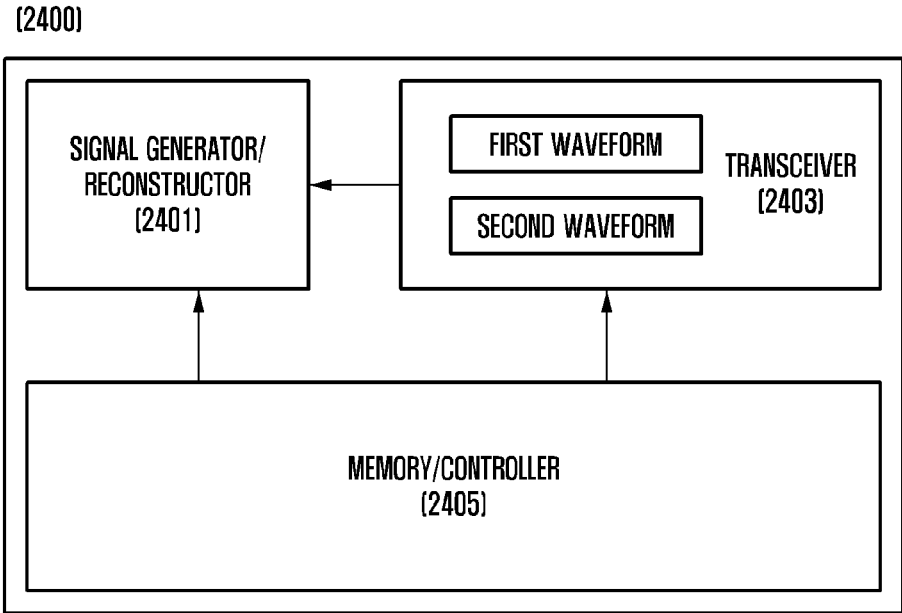 (2400)
SIGNAL GENERATOR/
RECONSTRUCTOR
(2401)
FIRST WAVEFORM
SECOND WAVEFORM
TRANSCEIVER
(2403)
MEMORY/CONTROLLER
(2405)